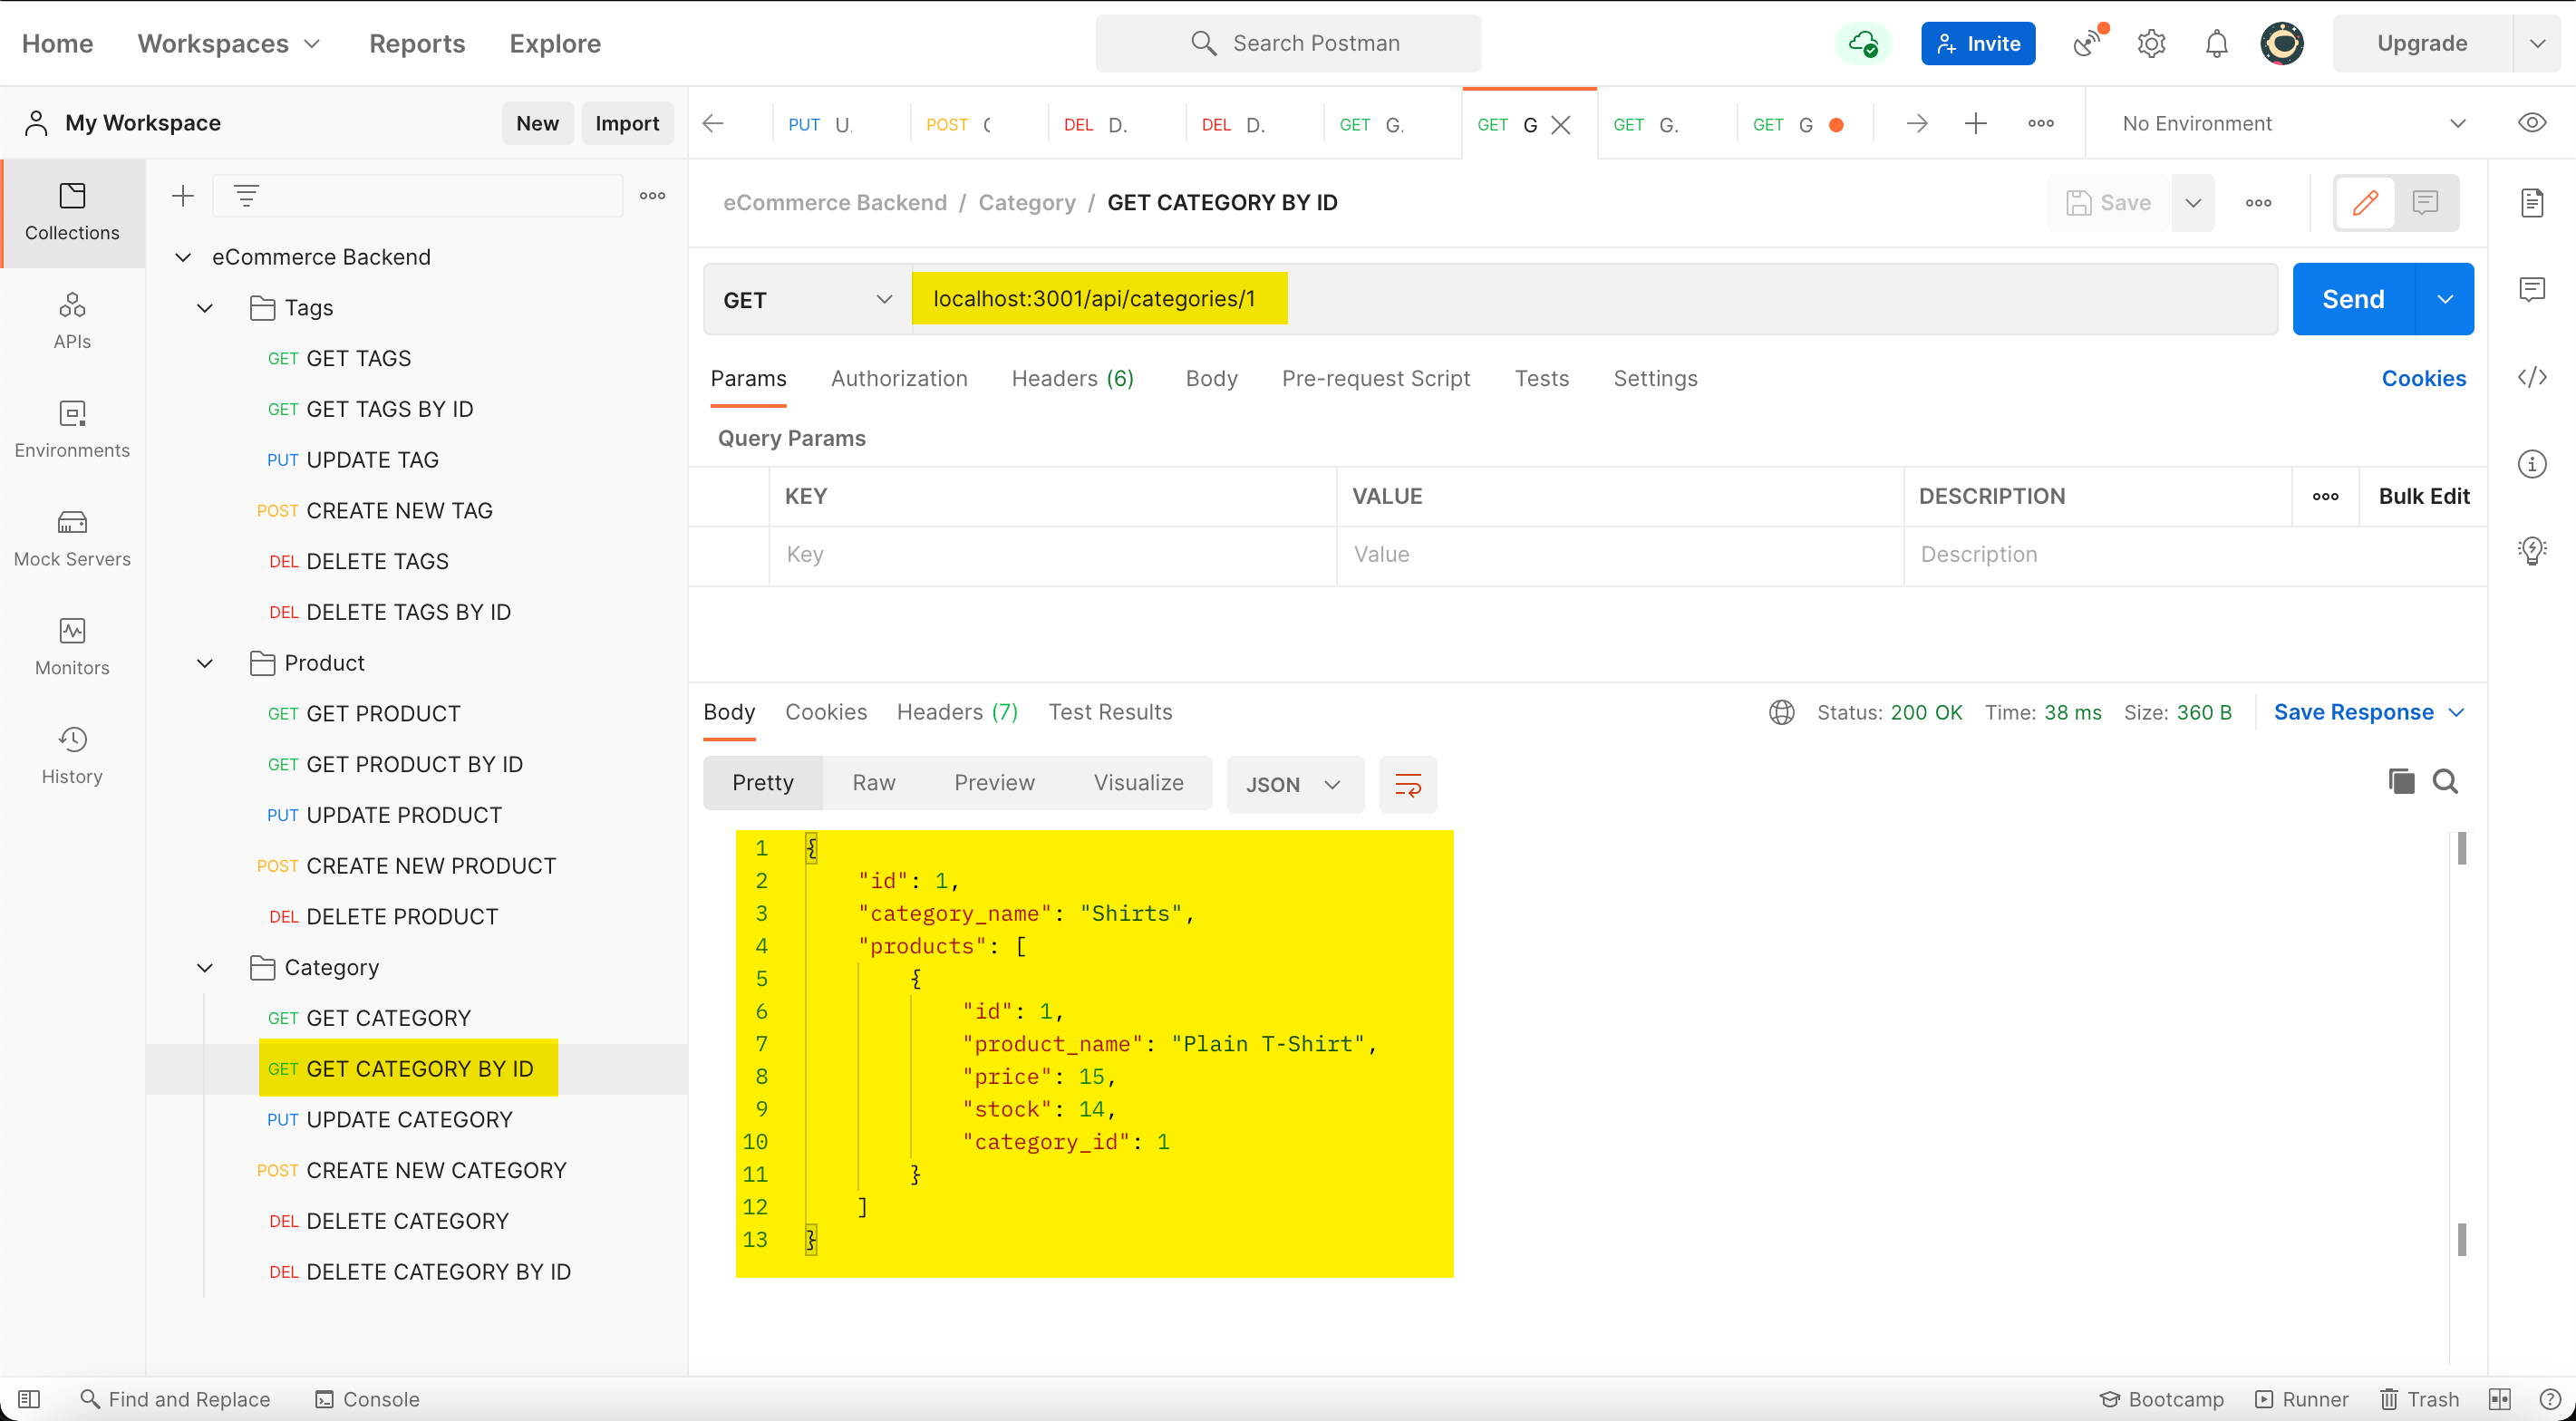 Home Workspaces Reports Explore Search Postman Invite Upgrade
My Workspace New Import
PUT U. POST DEL D. DEL D. GET G. GET G GET G. GET G No Environment
Collections
APIs
Environments
Mock Servers
Monitors
History
eCommerce Backend
Tags
GET GET TAGS
GET GET TAGS BY ID
PUT UPDATE TAG
POST CREATE NEW TAG
DEL DELETE TAGS
DEL DELETE TAGS BY ID
Product
GET GET PRODUCT
GET GET PRODUCT BY ID
PUT UPDATE PRODUCT
POST CREATE NEW PRODUCT
DEL DELETE PRODUCT
Category
GET GET CATEGORY
GET GET CATEGORY BY ID
PUT UPDATE CATEGORY
POST CREATE NEW CATEGORY
DEL DELETE CATEGORY
DEL DELETE CATEGORY BY ID
eCommerce Backend / Category / GET CATEGORY BY ID Save
GET localhost:3001/api/categories/1 Send
Params Authorization Headers (6) Body Pre-request Script Tests Settings Cookies
Query Params
KEY VALUE DESCRIPTION Bulk Edit
Key Value Description
Body Cookies Headers (7) Test Results Status: 200 OK Time: 38 ms Size: 360 B Save Response
Pretty Raw Preview Visualize JSON
1 {
2 "id": 1,
3 "category_name": "Shirts",
4 "products": [
5 {
6 "id": 1,
7 "product_name": "Plain T-Shirt",
8 "price": 15,
9 "stock": 14,
10 "category_id": 1
11 }
12 ]
13 }
Find and Replace Console Bootcamp Runner Trash